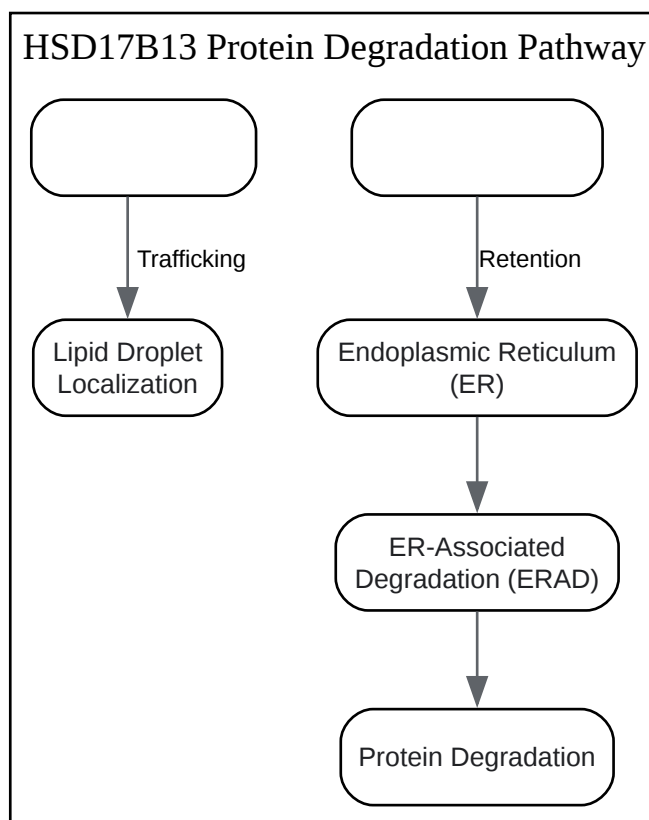 HSD17B13 Protein Degradation Pathway
Trafficking
Retention
Lipid Droplet
Localization
Endoplasmic Reticulum
(ER)
ER-Associated
Degradation (ERAD)
Protein Degradation